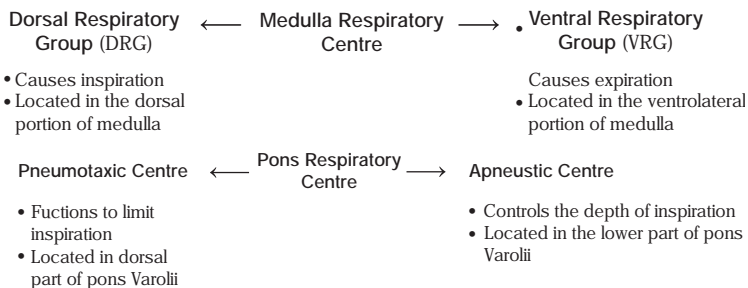 Dorsal Respiratory
Group (DRG)
← Medulla Respiratory →
Centre
• Ventral Respiratory
Group (VRG)
• Causes inspiration
• Located in the dorsal
portion of medulla
Causes expiration
• Located in the ventrolateral
portion of medulla
Pneumotaxic Centre
← Pons Respiratory →
Centre
Apneustic Centre
• Fuctions to limit
inspiration
• Located in dorsal
part of pons Varolii
• Controls the depth of inspiration
• Located in the lower part of pons
Varolii